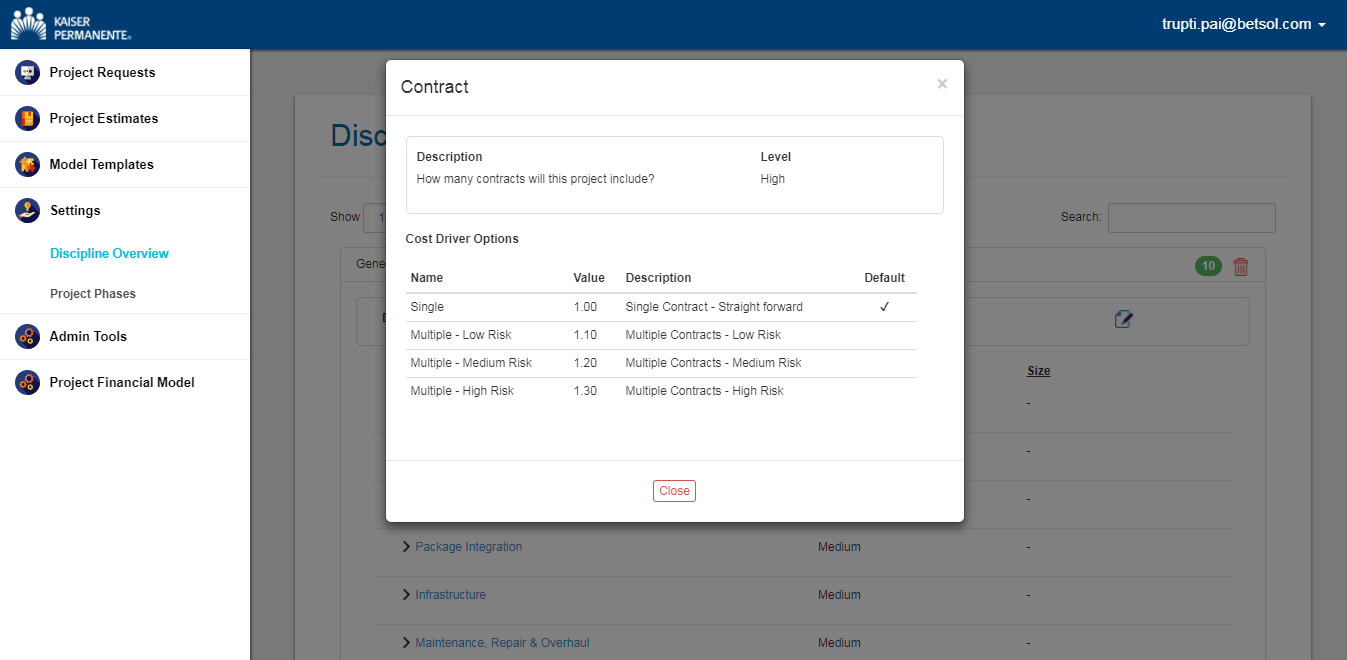 KAISER
PERMANENTE®
trupti.pai@betsol.com
Project Requests
Project Estimates
Model Templates
Settings
Discipline Overview
Project Phases
Admin Tools
Project Financial Model
Contract
×
Description Level
How many contracts will this project include? High
Cost Driver Options
Name Value Description Default
Single 1.00 Single Contract - Straight forward ✓
Multiple - Low Risk 1.10 Multiple Contracts - Low Risk
Multiple - Medium Risk 1.20 Multiple Contracts - Medium Risk
Multiple - High Risk 1.30 Multiple Contracts - High Risk
Close
Show
Search:
10
Size
-
-
-
Package Integration Medium -
Infrastructure Medium -
Maintenance, Repair & Overhaul Medium -